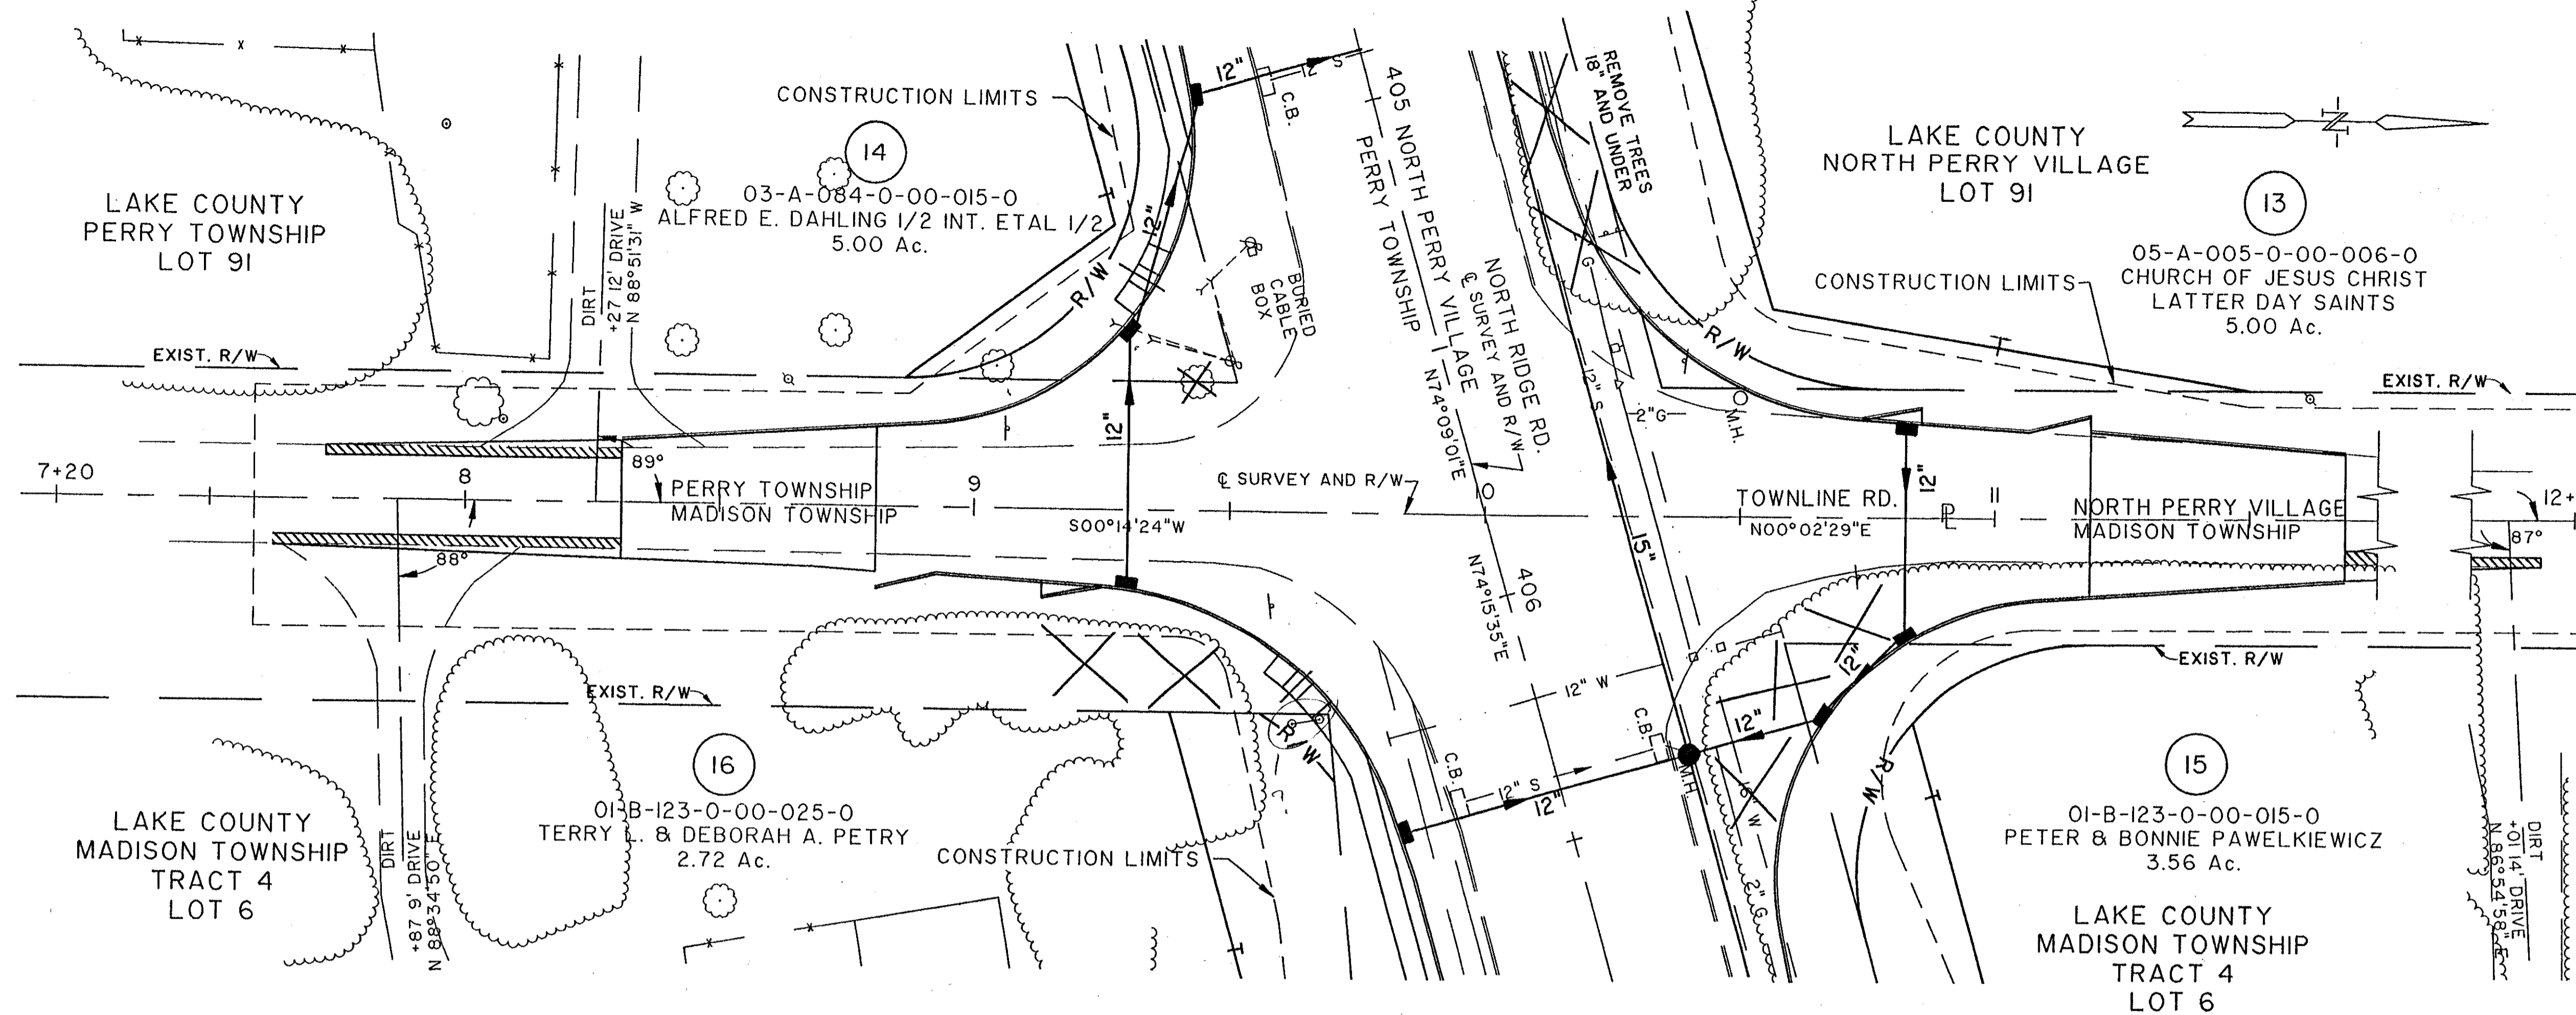 CONSTRUCTION LIMITS
14
03-A-084-0-00-015-0
ALFRED E. DAHLING 1/2 INT. ETAL 1/2
5.00 Ac.
LAKE COUNTY
PERRY TOWNSHIP
LOT 91
DIRT
+27 12' DRIVE
N 88°51'31" W
EXIST. R/W
R/W
12"
12"
12" S
C.B.
BURIED
CABLE
BOX
12"
405
NORTH PERRY VILLAGE
PERRY TOWNSHIP
NORTH RIDGE RD.
℄ SURVEY AND R/W
N74°09'01"E
REMOVE TREES
18" AND UNDER
2" G
12" S
2"G
M.H.
R/W
LAKE COUNTY
NORTH PERRY VILLAGE
LOT 91
13
05-A-005-0-00-006-0
CHURCH OF JESUS CHRIST
LATTER DAY SAINTS
5.00 Ac.
CONSTRUCTION LIMITS
EXIST. R/W
7+20
8
89°
88°
PERRY TOWNSHIP
MADISON TOWNSHIP
9
S00°14'24"W
℄ SURVEY AND R/W
10
TOWNLINE RD.
N00°02'29"E
12"
PL
11
NORTH PERRY VILLAGE
MADISON TOWNSHIP
12+
87°
15"
406
N74°15'35"E
12" W
C.B.
M.H.
12"
12"
EXIST. R/W
EXIST. R/W
R/W
C.B.
12" S
12"
16" W
2" G
R/W
16
01-B-123-0-00-025-0
TERRY L. & DEBORAH A. PETRY
2.72 Ac.
CONSTRUCTION LIMITS
LAKE COUNTY
MADISON TOWNSHIP
TRACT 4
LOT 6
DIRT
+87 9' DRIVE
N 88°34'50" E
15
01-B-123-0-00-015-0
PETER & BONNIE PAWELKIEWICZ
3.56 Ac.
LAKE COUNTY
MADISON TOWNSHIP
TRACT 4
LOT 6
DIRT
+01 14' DRIVE
N 86°54'58" E